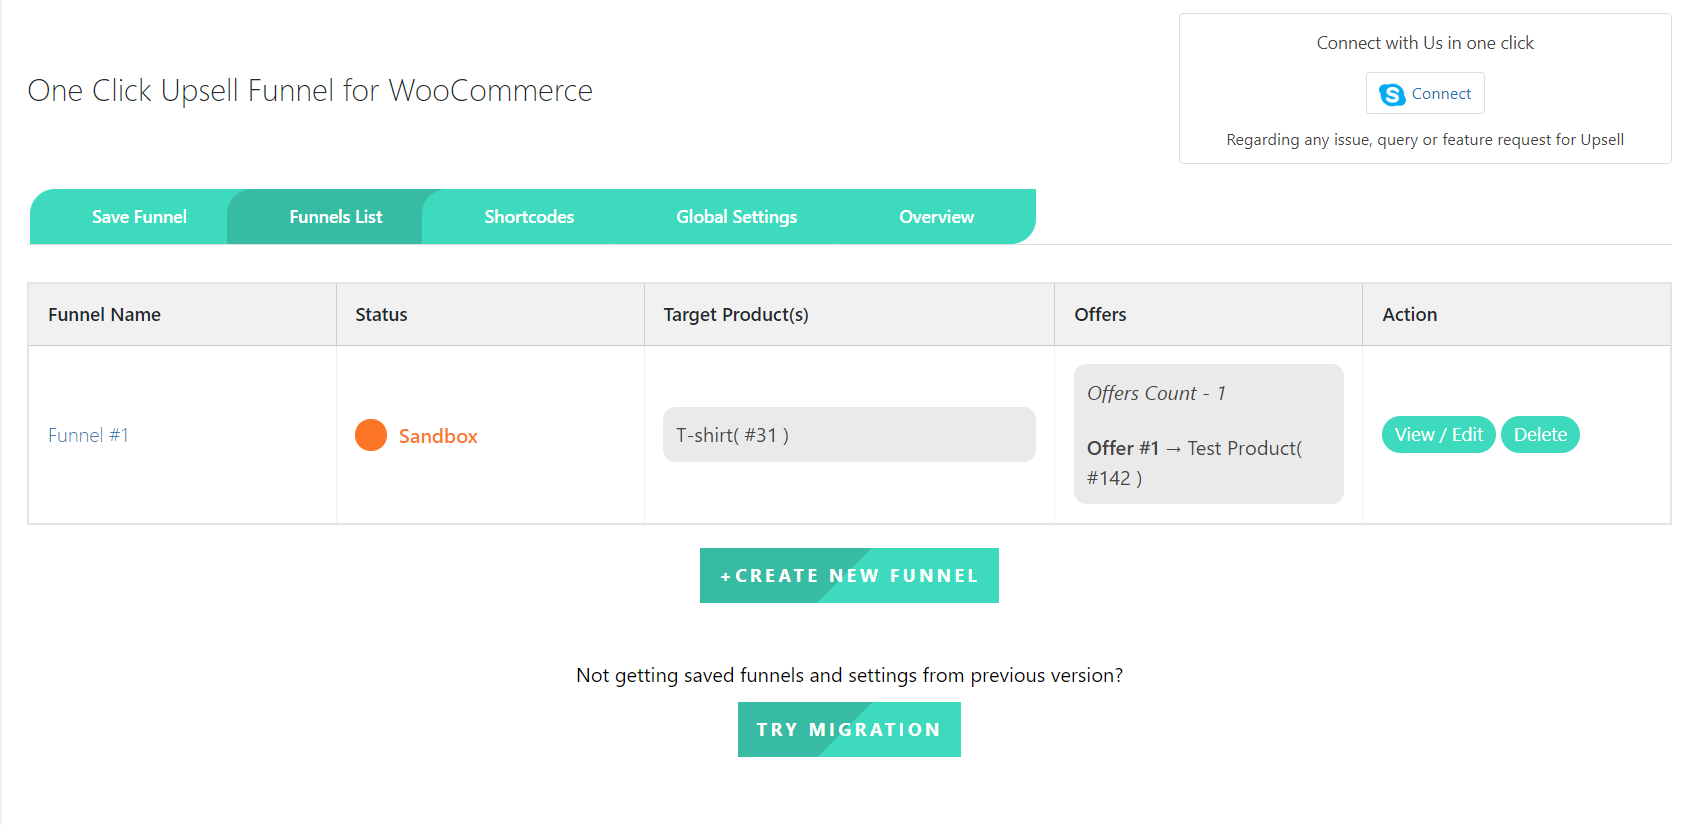 Connect with Us in one click
One Click Upsell Funnel for WooCommerce
S Connect
Regarding any issue, query or feature request for Upsell
Save Funnel Funnels List Shortcodes Global Settings Overview
Funnel Name Status Target Product(s) Offers Action
Offers Count - 1
Funnel #1 Sandbox T-shirt( #31 ) View / Edit Delete
Offer #1 → Test Product(
#142 )
+CREATE NEW FUNNEL
Not getting saved funnels and settings from previous version?
TRY MIGRATION